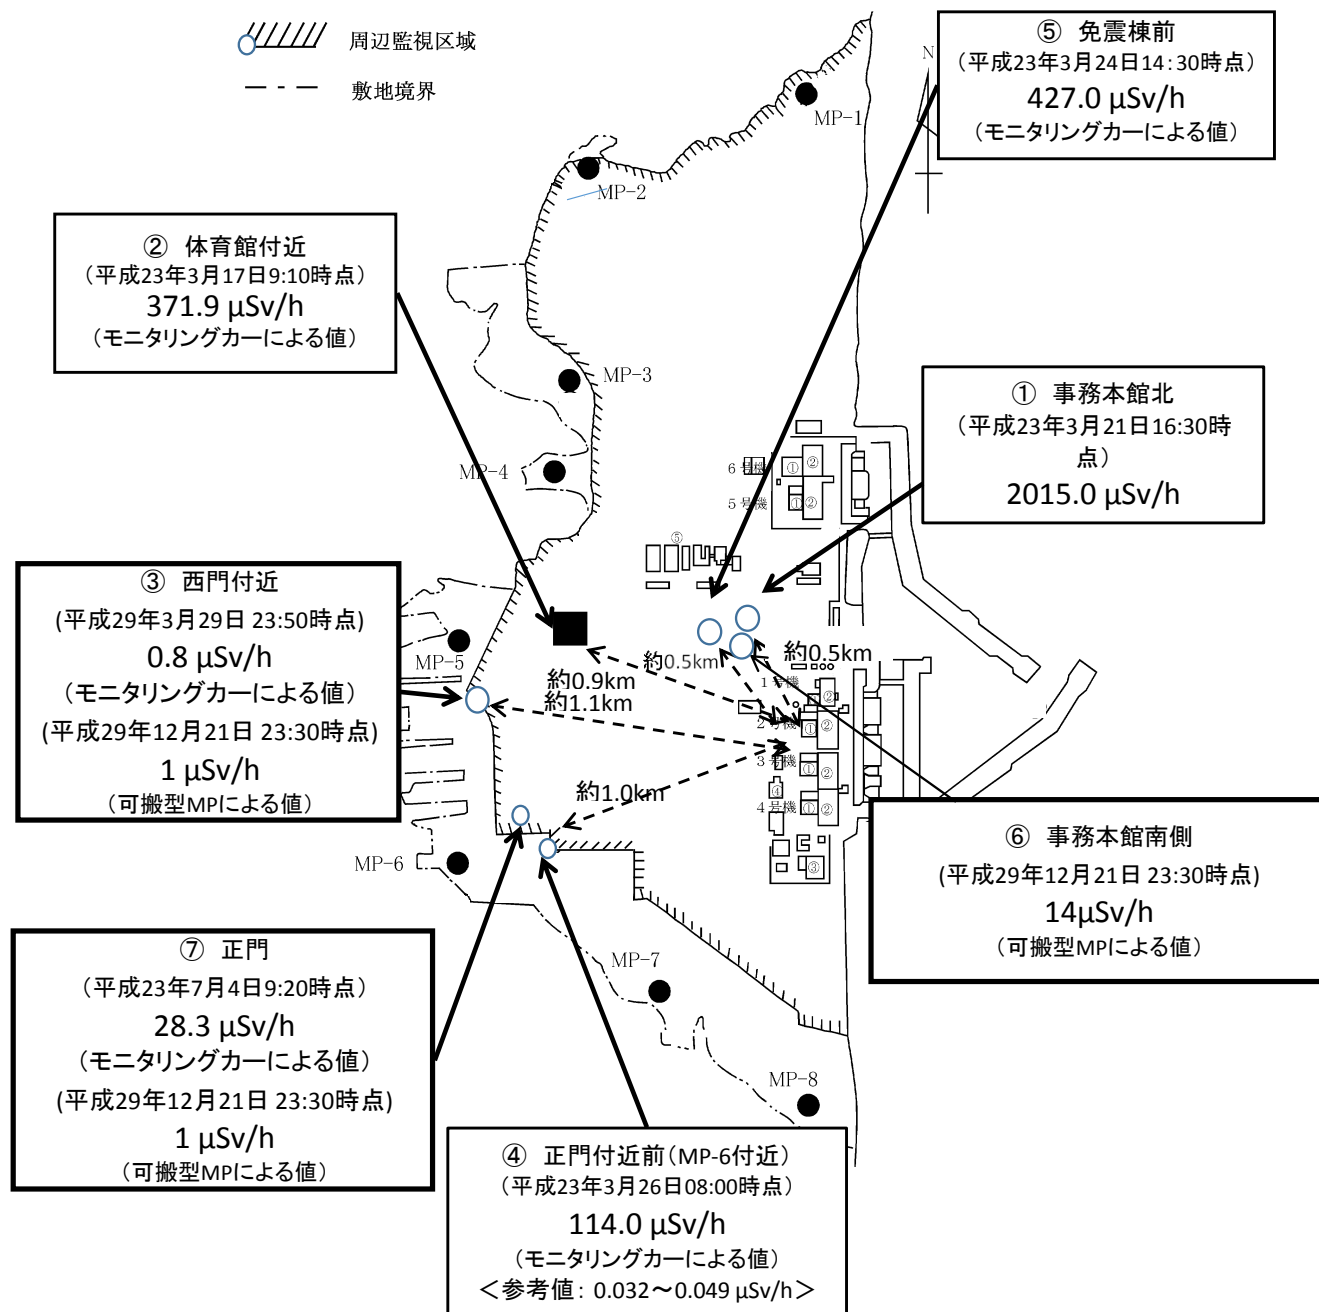 周辺監視区域
敷地境界
⑤ 免震棟前
(平成23年3月24日14:30時点)
427.0 μSv/h
(モニタリングカーによる値)
N
MP-1
MP-2
② 体育館付近
(平成23年3月17日9:10時点)
371.9 μSv/h
(モニタリングカーによる値)
MP-3
① 事務本館北
(平成23年3月21日16:30時
点)
2015.0 μSv/h
MP-4
6号機
① ②
5号機
① ②
⑤
③ 西門付近
(平成29年3月29日 23:50時点)
0.8 μSv/h
(モニタリングカーによる値)
(平成29年12月21日 23:30時点)
1 μSv/h
(可搬型MPによる値)
MP-5
約0.5km
約0.5km
約0.9km
約1.1km
1号機
②
2号機
① ②
3号機
① ②
④
約1.0km
4号機
① ②
③
MP-6
⑥ 事務本館南側
(平成29年12月21日 23:30時点)
14μSv/h
(可搬型MPによる値)
⑦ 正門
(平成23年7月4日9:20時点)
28.3 μSv/h
(モニタリングカーによる値)
(平成29年12月21日 23:30時点)
1 μSv/h
(可搬型MPによる値)
MP-7
MP-8
④ 正門付近前(MP-6付近)
(平成23年3月26日08:00時点)
114.0 μSv/h
(モニタリングカーによる値)
<参考値: 0.032~0.049 μSv/h>